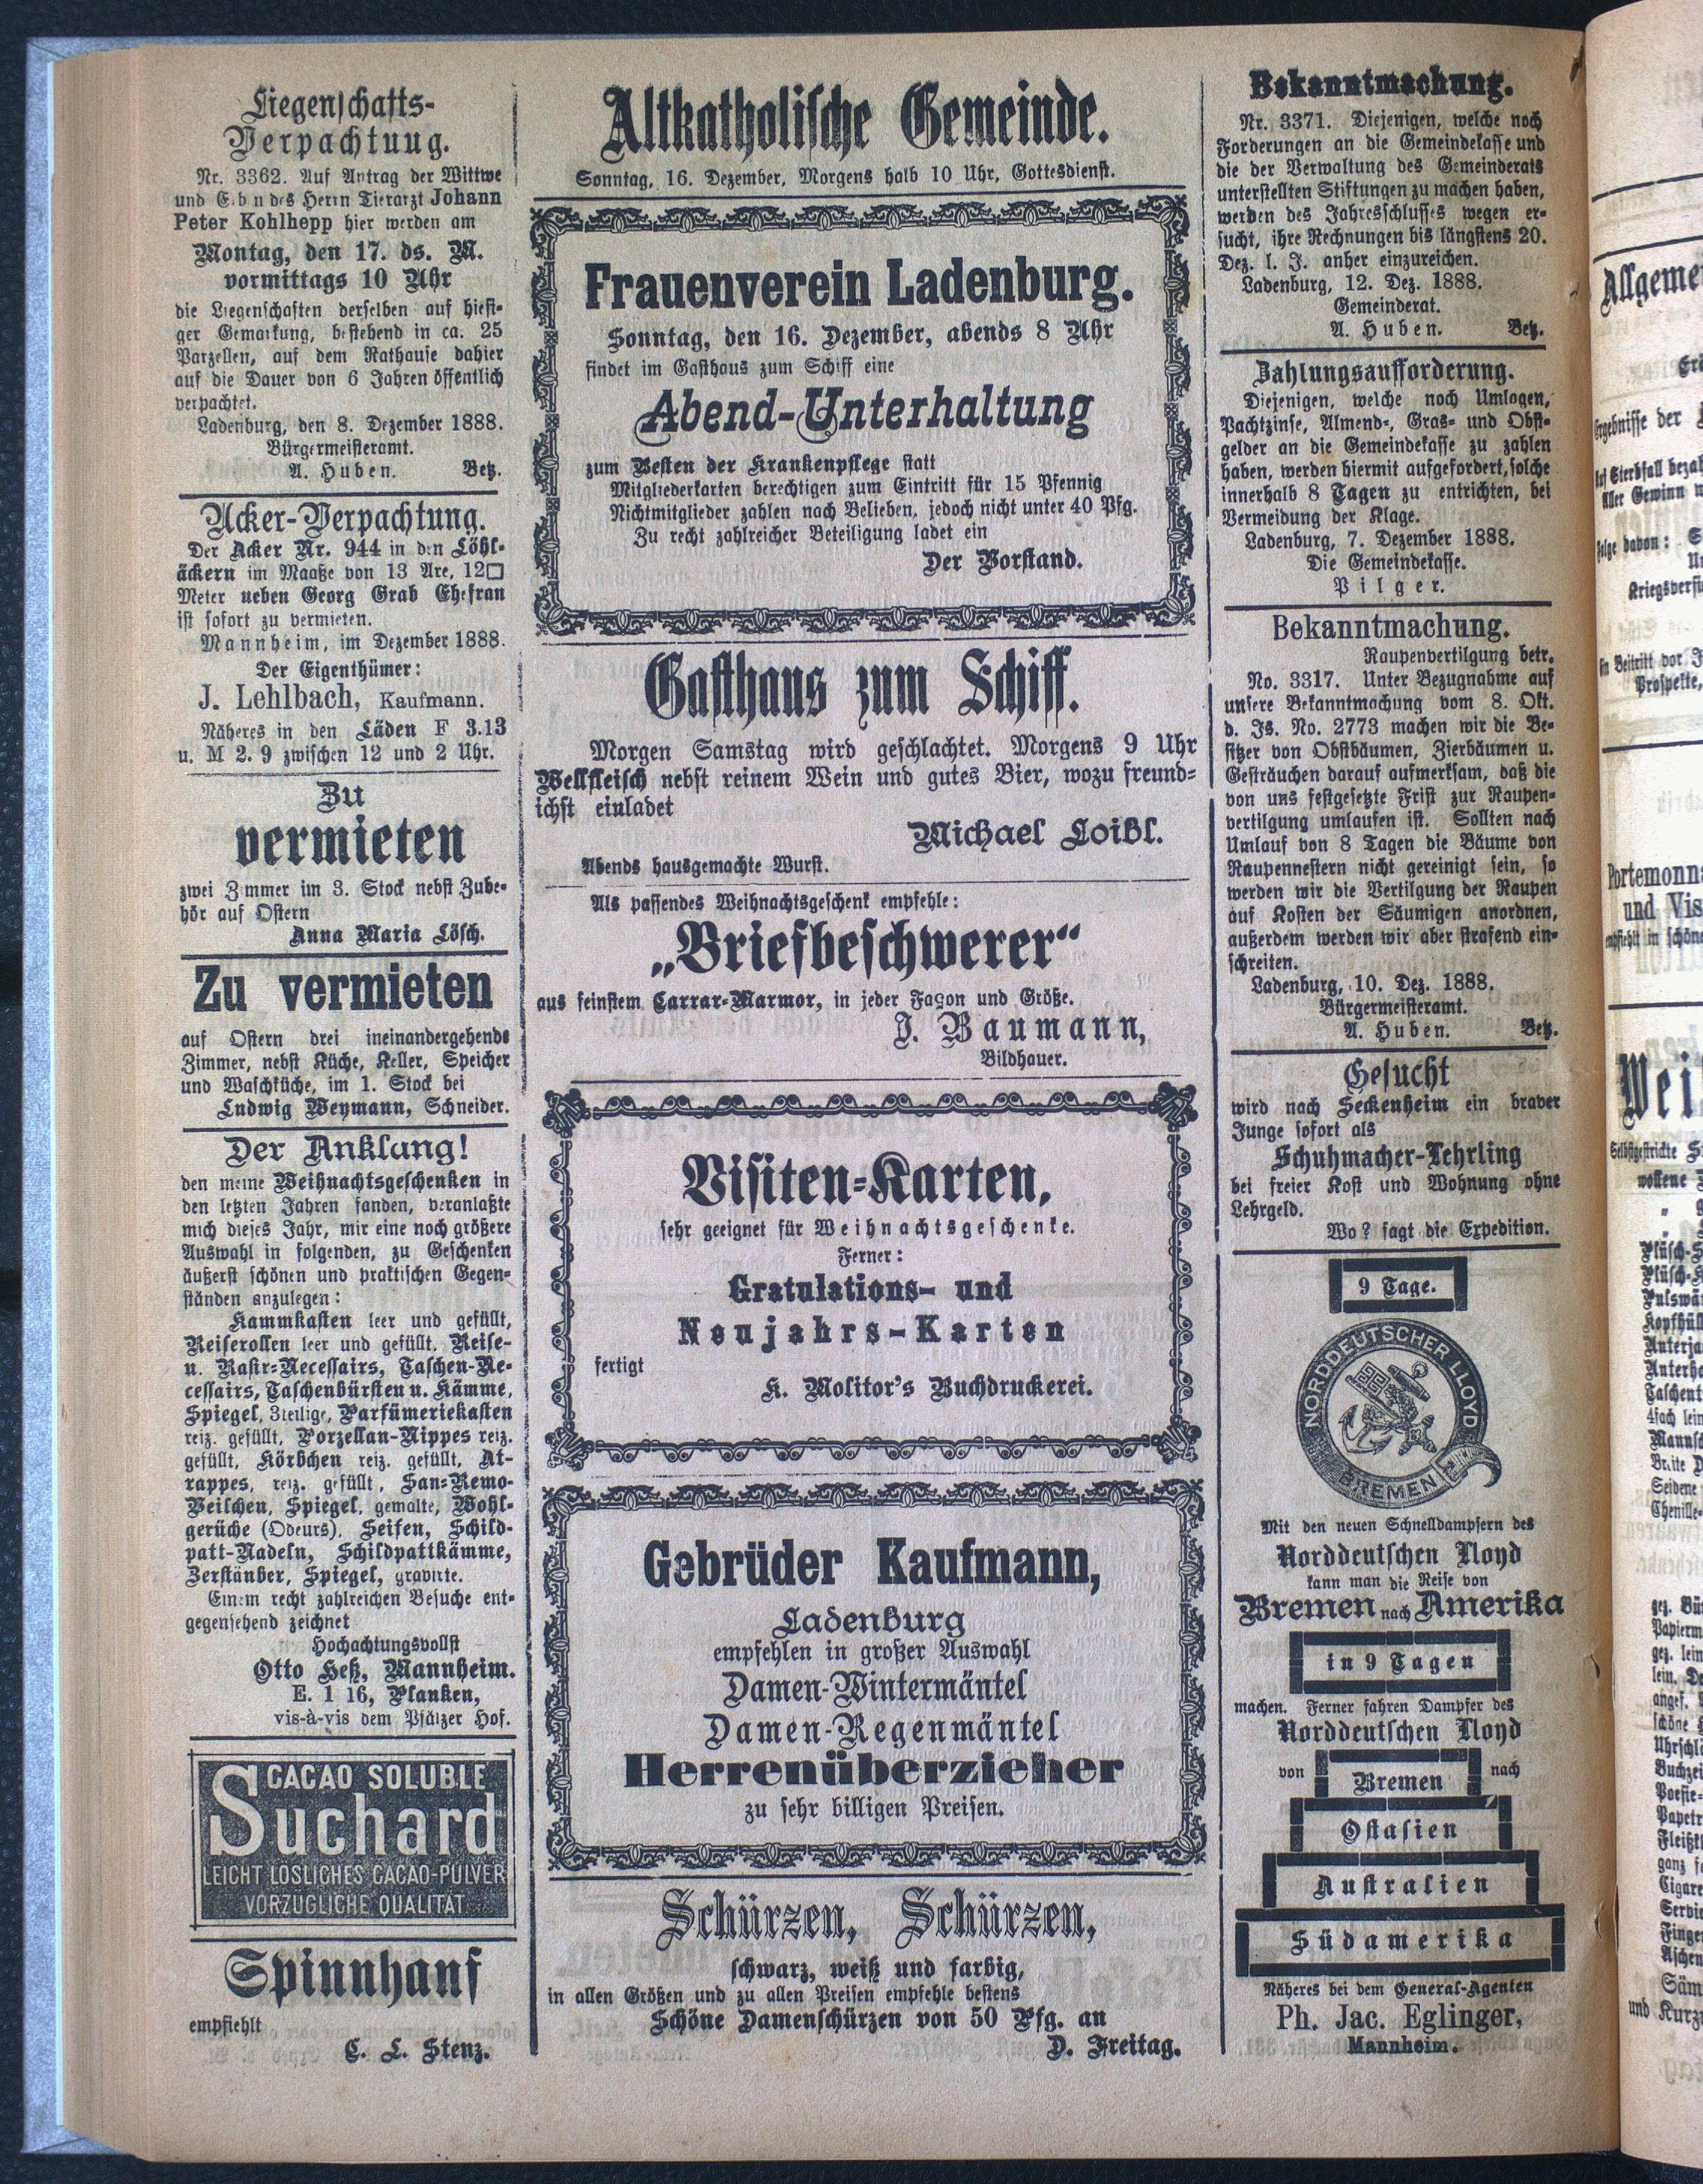 Liegenschafts-
Verpachtuug.
Nr. 3362. Auf Antrag der Wittwe
und E.b n des Herrn Tierarzt Johann
Peter Kohlhepp hier werden am
Montag, den 17. ds. M.
vormittags 10 Uhr
die Liegenschaften derselben auf hiesi-
ger Gemarkung, bestehend in ca. 25
Parzellen, auf dem Rathause dahier
auf die Dauer von 6 Jahren öffentlich
verpachtet.
Ladenburg, den 8. Dezember 1888.
Bürgermeisteramt.
A. Huben. Betz.
Acker-Verpachtung.
Der Acker Nr. 944 in den Löhl-
äckern im Maaße von 13 Are, 12□
Meter neben Georg Grab Ehefrau
ist sofort zu vermieten.
Mannheim, im Dezember 1888.
Der Eigenthümer:
J. Lehlbach, Kaufmann.
Näheres in den Läden F 3.13
u. M 2. 9 zwischen 12 und 2 Uhr.
Zu
vermieten
zwei Zimmer im 3. Stock nebst Zube-
hör auf Ostern
Anna Maria Lösch.
Zu vermieten
auf Ostern drei ineinandergehende
Zimmer, nebst Küche, Keller, Speicher
und Waschküche, im 1. Stock bei
Ludwig Weymann, Schneider.
Der Anklang!
den meine Weihnachtsgeschenken in
den letzten Jahren fanden, veranlaßte
mich dieses Jahr, mir eine noch größere
Auswahl in folgenden, zu Geschenken
äußerst schönen und praktischen Gegen-
ständen anzulegen:
Kammkasten leer und gefüllt,
Reiserollen leer und gefüllt, Reise-
u. Rasir-Necessairs, Taschen-Ne-
cessairs, Taschenbürsten u. Kämme,
Spiegel, 3teilige, Parfümeriekasten
reiz. gefüllt, Porzellan-Nippes reiz.
gefüllt, Körbchen reiz. gefüllt, At-
rappes, reiz. gefüllt, San-Remo-
Veilchen, Spiegel, gemalte, Wohl-
gerüche (Odeurs), Seifen, Schild-
patt-Nadeln, Schildpattkämme,
Zerstäuber, Spiegel, gravirte.
Einem recht zahlreichen Besuche ent-
gegensehend zeichnet
Hochachtungsvollst
Otto Heß, Mannheim.
E. 1 16, Planken,
vis-à-vis dem Pfälzer Hof.
CACAO SOLUBLE
Suchard
LEICHT LÖSLICHES CACAO-PULVER
VORZÜGLICHE QUALITÄT
Spinnhanf
empfiehlt
C. L. Stenz.
Altkatholische Gemeinde.
Sonntag, 16. Dezember, Morgens halb 10 Uhr, Gottesdienst.
Frauenverein Ladenburg.
Sonntag, den 16. Dezember, abends 8 Uhr
findet im Gasthaus zum Schiff eine
Abend-Unterhaltung
zum Besten der Krankenpflege statt
Mitgliederkarten berechtigen zum Eintritt für 15 Pfennig
Nichtmitglieder zahlen nach Belieben, jedoch nicht unter 40 Pfg.
Zu recht zahlreicher Beteiligung ladet ein
Der Vorstand.
Gasthaus zum Schiff.
Morgen Samstag wird geschlachtet. Morgens 9 Uhr
Wellfleisch nebst reinem Wein und gutes Bier, wozu freund-
ichst einladet
Michael Loibl.
Abends hausgemachte Wurst.
Als passendes Weihnachtsgeschenk empfehle:
„Briefbeschwerer“
aus feinstem Carrar-Marmor, in jeder Façon und Größe.
J. Baumann,
Bildhauer.
Visiten-Karten,
sehr geeignet für Weihnachtsgeschenke.
Ferner:
Gratulations- und
Neujahrs-Karten
fertigt
K. Molitor's Buchdruckerei.
Gebrüder Kaufmann,
Ladenburg
empfehlen in großer Auswahl
Damen-Wintermäntel
Damen-Regenmäntel
Herrenüberzieher
zu sehr billigen Preisen.
Schürzen, Schürzen,
schwarz, weiß und farbig,
in allen Größen und zu allen Preisen empfehle bestens
Schöne Damenschürzen von 50 Pfg. an
D. Freitag.
Bekanntmachung.
Nr. 3371. Diejenigen, welche noch
Forderungen an die Gemeindekasse und
die der Verwaltung des Gemeinderats
unterstellten Stiftungen zu machen haben,
werden des Jahresschlusses wegen er-
sucht, ihre Rechnungen bis längstens 20.
Dez. l. J. anher einzureichen.
Ladenburg, 12. Dez. 1888.
Gemeinderat.
A. Huben. Betz.
Zahlungsaufforderung.
Diejenigen, welche noch Umlagen,
Pachtzinse, Almend-, Gras- und Obst-
gelder an die Gemeindekasse zu zahlen
haben, werden hiermit aufgefordert, solche
innerhalb 8 Tagen zu entrichten, bei
Vermeidung der Klage.
Ladenburg, 7. Dezember 1888.
Die Gemeindekasse.
Pilger.
Bekanntmachung.
Raupenvertilgung betr.
No. 3317. Unter Bezugnahme auf
unsere Bekanntmachung vom 8. Okt.
d. Js. No. 2773 machen wir die Be-
sitzer von Obstbäumen, Zierbäumen u.
Gesträuchen darauf aufmerksam, daß die
von uns festgesetzte Frist zur Raupen-
vertilgung umlaufen ist. Sollten nach
Umlauf von 8 Tagen die Bäume von
Raupennestern nicht gereinigt sein, so
werden wir die Vertilgung der Raupen
auf Kosten der Säumigen anordnen,
außerdem werden wir aber strafend ein-
schreiten.
Ladenburg, 10. Dez. 1888.
Bürgermeisteramt.
A. Huben. Betz.
Gesucht
wird nach Seckenheim ein braver
Junge sofort als
Schuhmacher-Lehrling
bei freier Kost und Wohnung ohne
Lehrgeld.
Wo? sagt die Expedition.
9 Tage.
NORDDEUTSCHER LLOYD
BREMEN
Mit den neuen Schnelldampfern des
Norddeutschen Lloyd
kann man die Reise von
Bremen nach Amerika
in 9 Tagen
machen. Ferner fahren Dampfer des
Norddeutschen Lloyd
von Bremen nach
Ostasien
Australien
Südamerika
Näheres bei dem General-Agenten
Ph. Jac. Eglinger,
Mannheim.
Allgemei
Portemonna
und Vis
Wei